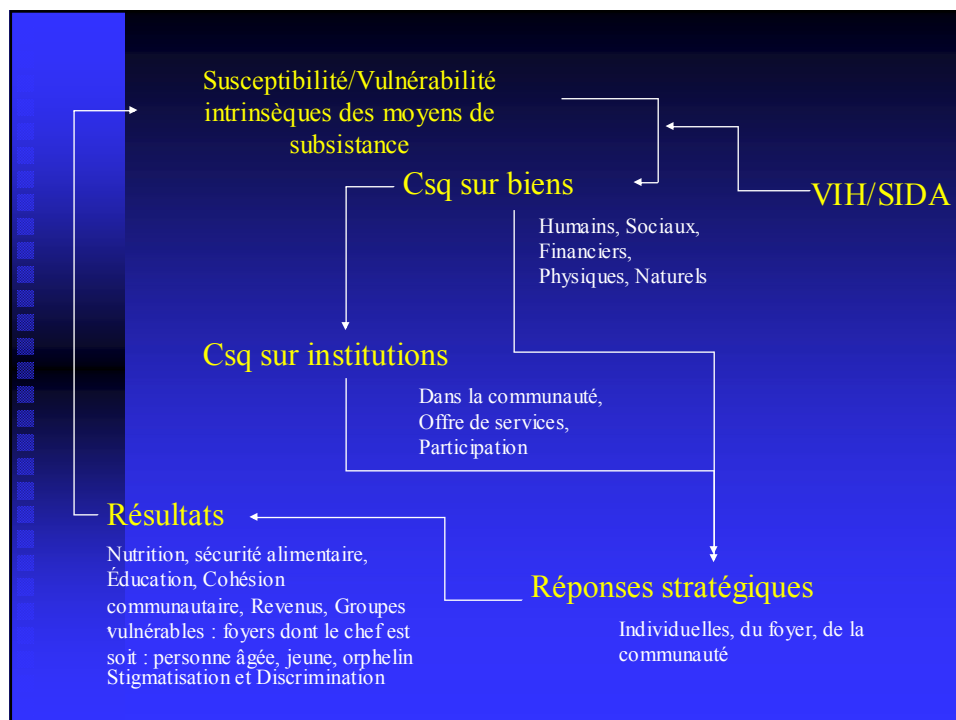 Susceptibilité/Vulnérabilité
intrinsèques des moyens de
subsistance
Csq sur biens
VIH/SIDA
Humains, Sociaux,
Financiers,
Physiques, Naturels
Csq sur institutions
Dans la communauté,
Offre de services,
Participation
Résultats
Nutrition, sécurité alimentaire,
Éducation, Cohésion
communautaire, Revenus, Groupes
vulnérables : foyers dont le chef est
soit : personne âgée, jeune, orphelin
Stigmatisation et Discrimination
Réponses stratégiques
Individuelles, du foyer, de la
communauté